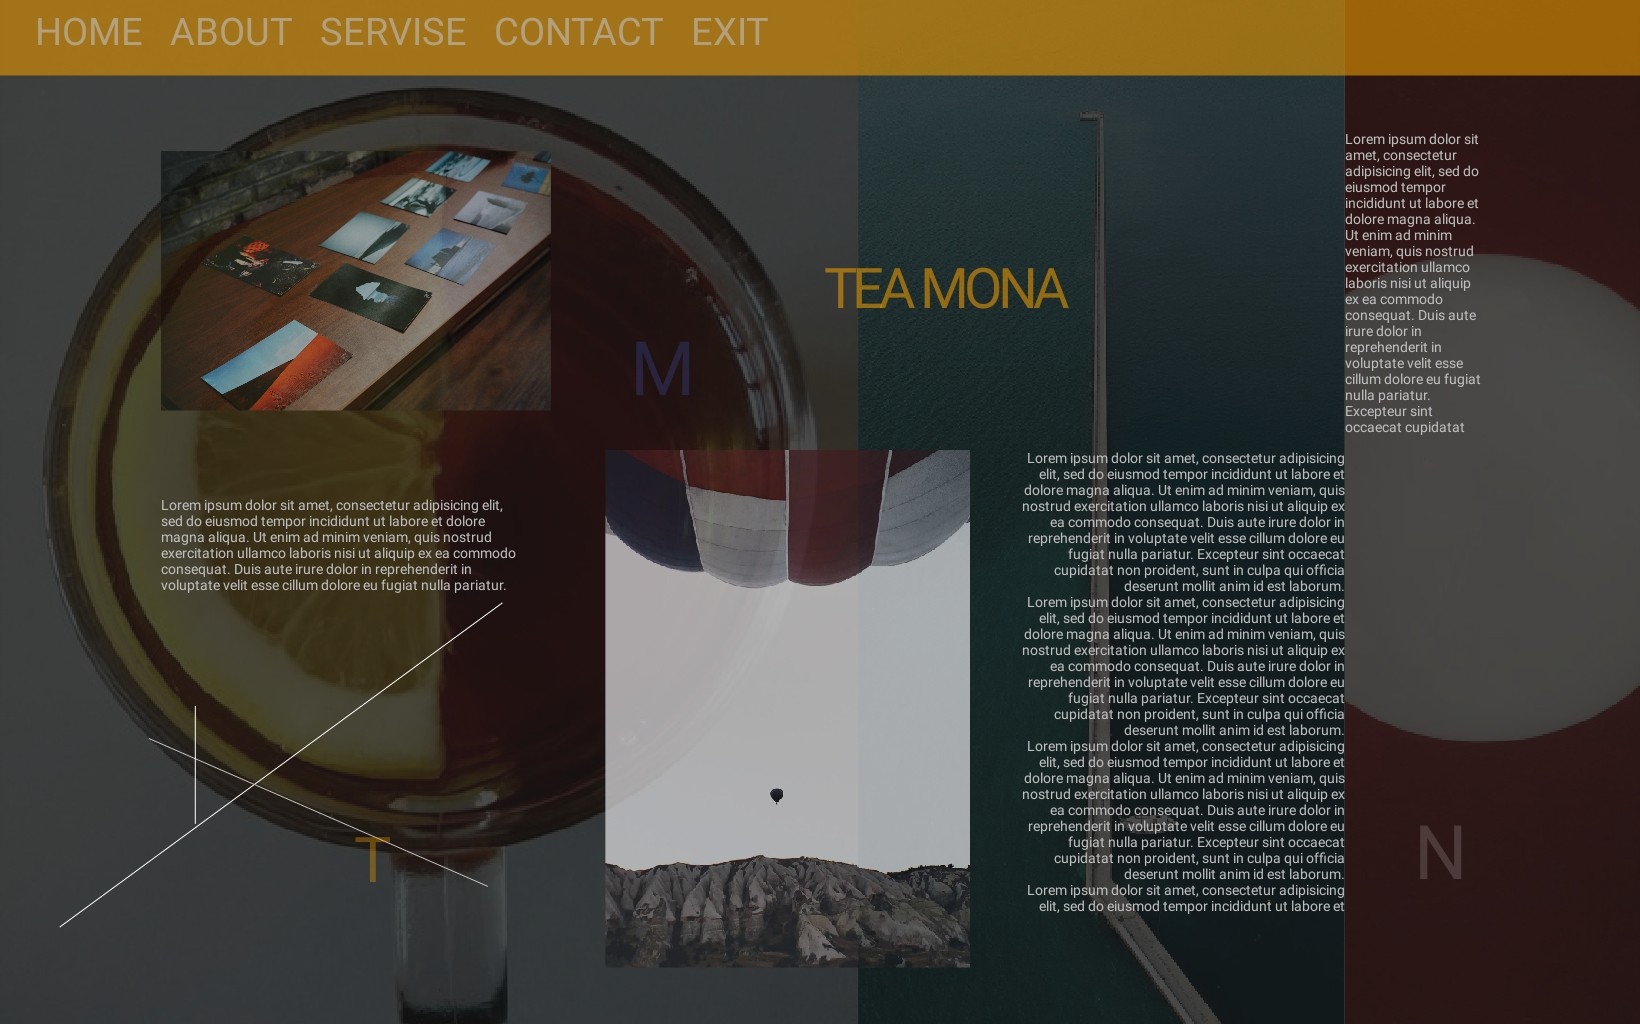 HOME ABOUT SERVISE CONTACT EXIT
TEA MONA
M
Lorem ipsum dolor sit amet, consectetur adipisicing elit,
sed do eiusmod tempor incididunt ut labore et dolore
magna aliqua. Ut enim ad minim veniam, quis nostrud
exercitation ullamco laboris nisi ut aliquip ex ea commodo
consequat. Duis aute irure dolor in reprehenderit in
voluptate velit esse cillum dolore eu fugiat nulla pariatur.
T
Lorem ipsum dolor sit amet, consectetur adipisicing
elit, sed do eiusmod tempor incididunt ut labore et
dolore magna aliqua. Ut enim ad minim veniam, quis
nostrud exercitation ullamco laboris nisi ut aliquip ex
ea commodo consequat. Duis aute irure dolor in
reprehenderit in voluptate velit esse cillum dolore eu
fugiat nulla pariatur. Excepteur sint occaecat
cupidatat non proident, sunt in culpa qui officia
deserunt mollit anim id est laborum.
Lorem ipsum dolor sit amet, consectetur adipisicing
elit, sed do eiusmod tempor incididunt ut labore et
dolore magna aliqua. Ut enim ad minim veniam, quis
nostrud exercitation ullamco laboris nisi ut aliquip ex
ea commodo consequat. Duis aute irure dolor in
reprehenderit in voluptate velit esse cillum dolore eu
fugiat nulla pariatur. Excepteur sint occaecat
cupidatat non proident, sunt in culpa qui officia
deserunt mollit anim id est laborum.
Lorem ipsum dolor sit amet, consectetur adipisicing
elit, sed do eiusmod tempor incididunt ut labore et
dolore magna aliqua. Ut enim ad minim veniam, quis
nostrud exercitation ullamco laboris nisi ut aliquip ex
ea commodo consequat. Duis aute irure dolor in
reprehenderit in voluptate velit esse cillum dolore eu
fugiat nulla pariatur. Excepteur sint occaecat
cupidatat non proident, sunt in culpa qui officia
deserunt mollit anim id est laborum.
Lorem ipsum dolor sit amet, consectetur adipisicing
elit, sed do eiusmod tempor incididunt ut labore et
Lorem ipsum dolor sit
amet, consectetur
adipisicing elit, sed do
eiusmod tempor
incididunt ut labore et
dolore magna aliqua.
Ut enim ad minim
veniam, quis nostrud
exercitation ullamco
laboris nisi ut aliquip
ex ea commodo
consequat. Duis aute
irure dolor in
reprehenderit in
voluptate velit esse
cillum dolore eu fugiat
nulla pariatur.
Excepteur sint
occaecat cupidatat
N